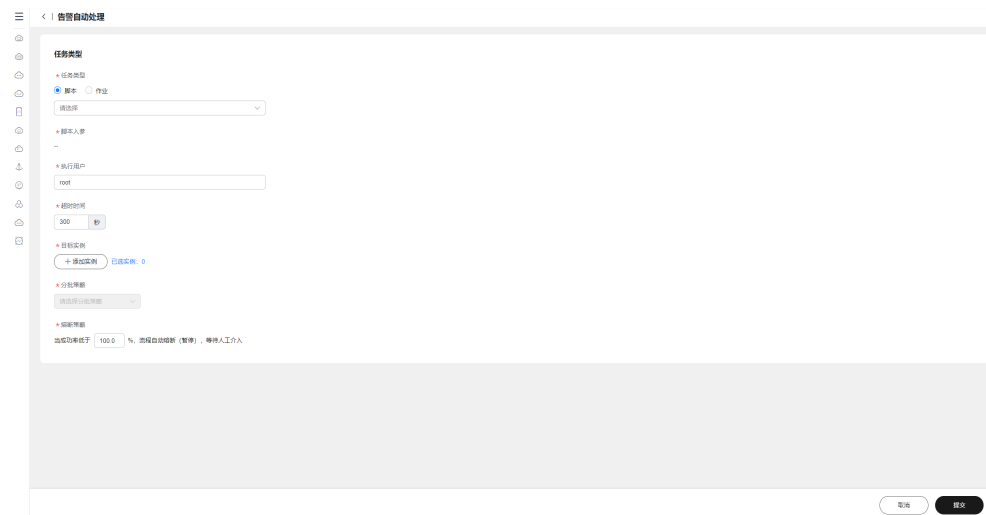 告警自动处理
任务类型
* 任务类型
脚本 作业
请选择
* 脚本入参
--
* 执行用户
root
* 超时时间
300 秒
* 目标实例
+ 添加实例 已选实例: 0
* 分批策略
请选择分批策略
* 熔断策略
当成功率低于 100.0 %, 流程自动熔断（暂停）, 等待人工介入
取消 提交